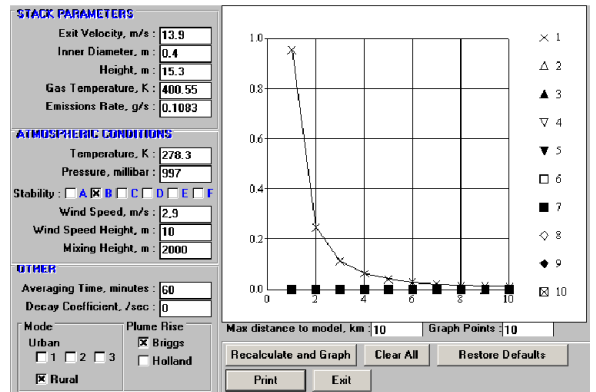 STACK PARAMETERS
Exit Velocity, m/s : 13.9
Inner Diameter, m : 0.4
Height, m : 15.3
Gas Temperature, K : 400.55
Emissions Rate, g/s : 0.1083
ATMOSPHERIC CONDITIONS
Temperature, K : 278.3
Pressure, millibar : 997
Stability : A B C D E F
Wind Speed, m/s : 2.9
Wind Speed Height, m : 10
Mixing Height, m : 2000
OTHER
Averaging Time, minutes : 60
Decay Coefficient, /sec : 0
Mode
Urban
1 2 3
Rural
Plume Rise
Briggs
Holland
1.0
0.8
0.6
0.4
0.2
0.0
0 2 4 6 8 10
1
2
3
4
5
6
7
8
9
10
Max distance to model, km : 10 Graph Points : 10
Recalculate and Graph Clear All Restore Defaults
Print Exit